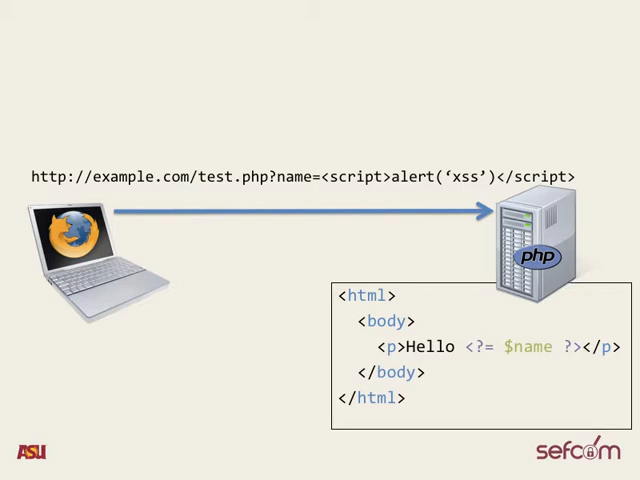 http://example.com/test.php?name=<script>alert(‘xss’)</script>
php
<html>
<body>
<p>Hello <?= $name ?></p>
</body>
</html>
ASU
sefcom